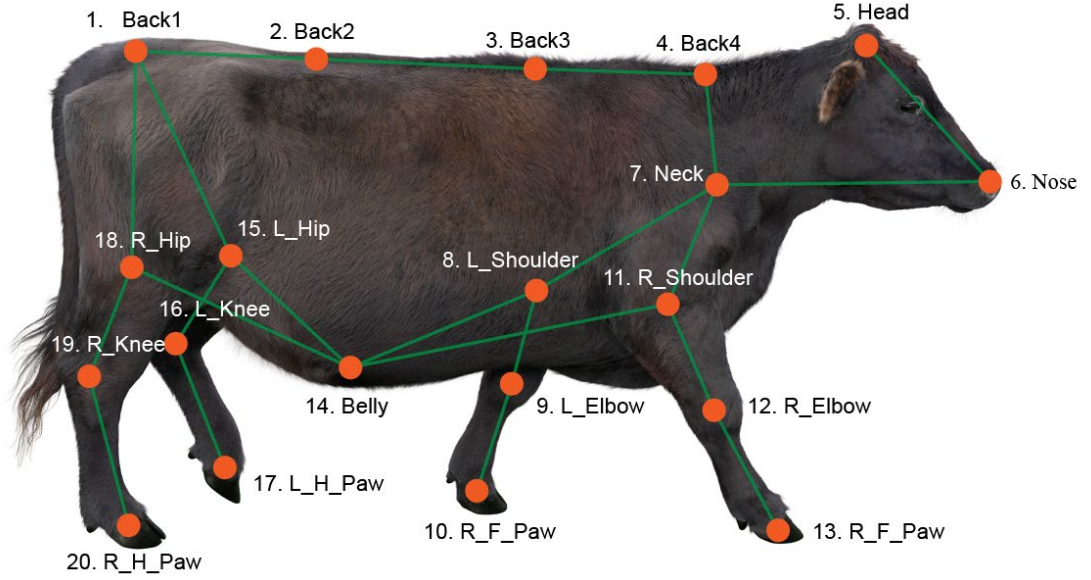 1. Back1
2. Back2
3. Back3
4. Back4
5. Head
6. Nose
7. Neck
8. L_Shoulder
9. L_Elbow
10. R_F_Paw
11. R_Shoulder
12. R_Elbow
13. R_F_Paw
14. Belly
15. L_Hip
16. L_Knee
17. L_H_Paw
18. R_Hip
19. R_Knee
20. R_H_Paw